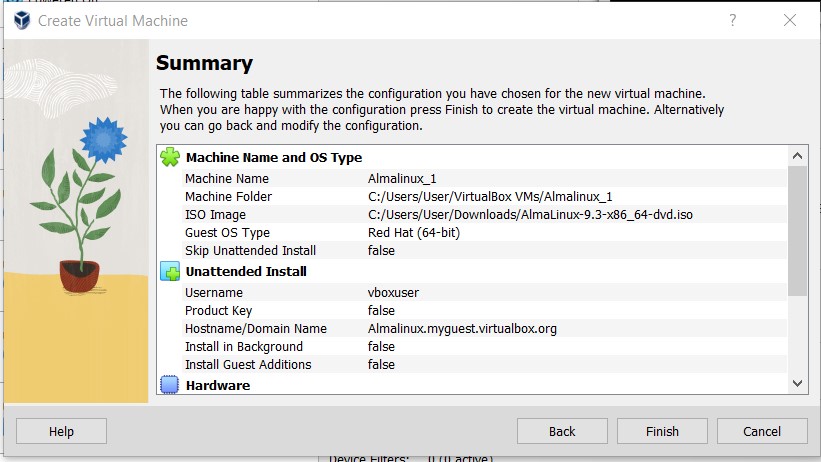 Create Virtual Machine
Summary
The following table summarizes the configuration you have chosen for the new virtual machine.
When you are happy with the configuration press Finish to create the virtual machine. Alternatively
you can go back and modify the configuration.
Machine Name and OS Type
Machine Name Almalinux_1
Machine Folder C:/Users/User/VirtualBox VMs/Almalinux_1
ISO Image C:/Users/User/Downloads/AlmaLinux-9.3-x86_64-dvd.iso
Guest OS Type Red Hat (64-bit)
Skip Unattended Install false
Unattended Install
Username vboxuser
Product Key false
Hostname/Domain Name Almalinux.myguest.virtualbox.org
Install in Background false
Install Guest Additions false
Hardware
Help Back Finish Cancel
Device Filters: 0 (0 active)